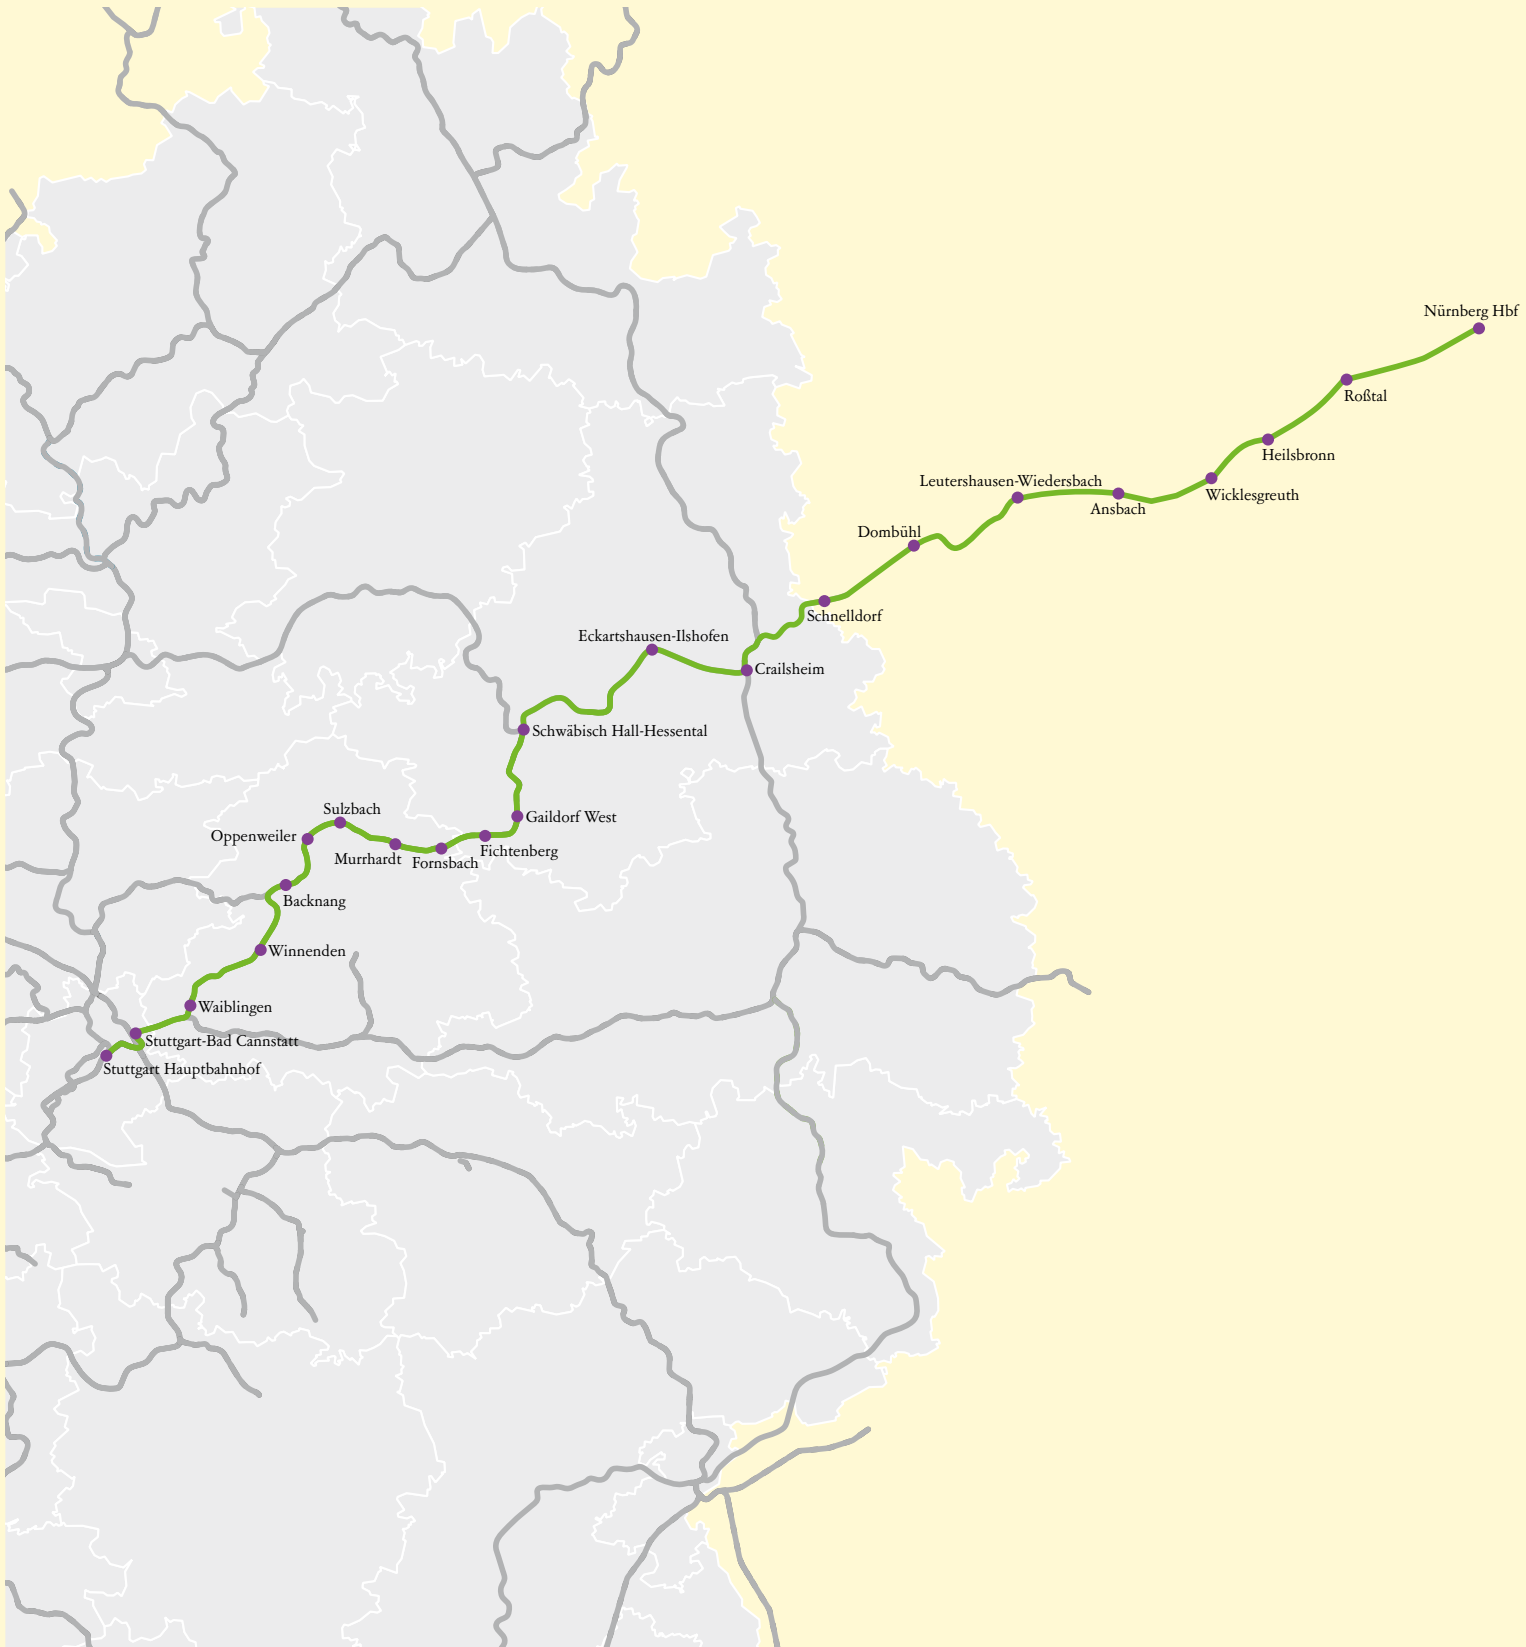 Nürnberg Hbf
Roßtal
Heilsbronn
Leutershausen-Wiedersbach
Wicklesgreuth
Ansbach
Dombühl
Schnelldorf
Eckartshausen-Ilshofen
Crailsheim
Schwäbisch Hall-Hessental
Sulzbach
Gaildorf West
Oppenweiler
Fichtenberg
Murrhardt
Fornsbach
Backnang
Winnenden
Waiblingen
Stuttgart-Bad Cannstatt
Stuttgart Hauptbahnhof